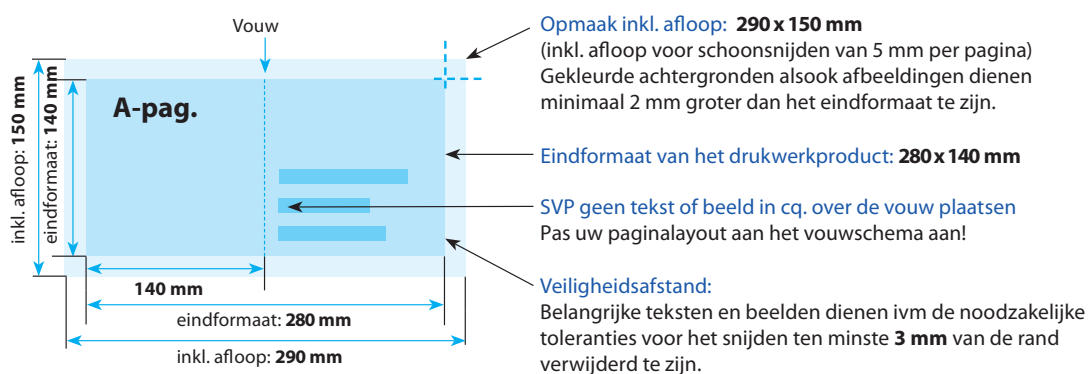 Vouw
A-pag.
inkl. afloop: 150 mm
eindformaat: 140 mm
140 mm
eindformaat: 280 mm
inkl. afloop: 290 mm
Opmaak inkl. afloop: 290 x 150 mm
(inkl. afloop voor schoonsnijden van 5 mm per pagina)
Gekleurde achtergronden alsook afbeeldingen dienen
minimaal 2 mm groter dan het eindformaat te zijn.
Eindformaat van het drukwerkproduct: 280 x 140 mm
SVP geen tekst of beeld in cq. over de vouw plaatsen
Pas uw paginalayout aan het vouwschema aan!
Veiligheidsafstand:
Belangrijke teksten en beelden dienen ivm de noodzakelijke
toleranties voor het snijden ten minste 3 mm van de rand
verwijderd te zijn.